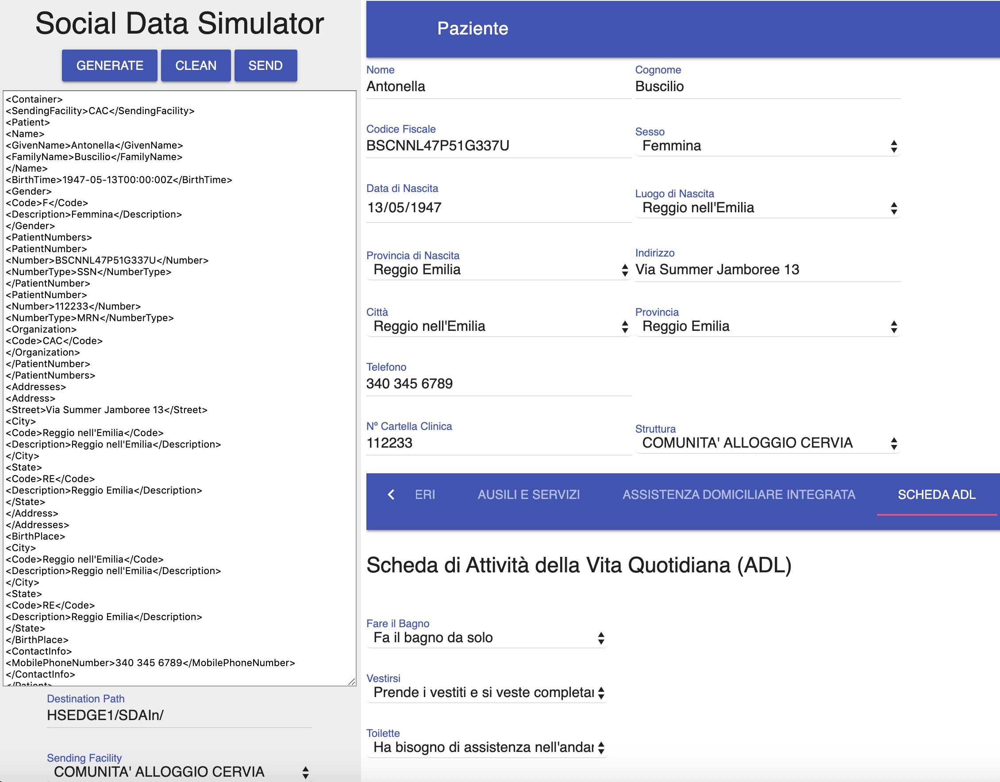 Social Data Simulator
GENERATE CLEAN SEND
<Container>
<SendingFacility>CAC</SendingFacility>
<Patient>
<Name>
<GivenName>Antonella</GivenName>
<FamilyName>Buscilio</FamilyName>
</Name>
<BirthTime>1947-05-13T00:00:00Z</BirthTime>
<Gender>
<Code>F</Code>
<Description>Femmina</Description>
</Gender>
<PatientNumbers>
<PatientNumber>
<Number>BSCNNL47P51G337U</Number>
<NumberType>SSN</NumberType>
</PatientNumber>
<PatientNumber>
<Number>112233</Number>
<NumberType>MRN</NumberType>
<Organization>
<Code>CAC</Code>
</Organization>
</PatientNumber>
</PatientNumbers>
<Addresses>
<Address>
<Street>Via Summer Jamboree 13</Street>
<City>
<Code>Reggio nell'Emilia</Code>
<Description>Reggio nell'Emilia</Description>
</City>
<State>
<Code>RE</Code>
<Description>Reggio Emilia</Description>
</State>
</Address>
</Addresses>
<BirthPlace>
<City>
<Code>Reggio nell'Emilia</Code>
<Description>Reggio nell'Emilia</Description>
</City>
<State>
<Code>RE</Code>
<Description>Reggio Emilia</Description>
</State>
</BirthPlace>
<ContactInfo>
<MobilePhoneNumber>340 345 6789</MobilePhoneNumber>
</ContactInfo>
</Patient>
Destination Path
HSEDGE1/SDAIn/
Sending Facility
COMUNITA' ALLOGGIO CERVIA
Paziente
Nome
Antonella
Cognome
Buscilio
Codice Fiscale
BSCNNL47P51G337U
Sesso
Femmina
Data di Nascita
13/05/1947
Luogo di Nascita
Reggio nell'Emilia
Provincia di Nascita
Reggio Emilia
Indirizzo
Via Summer Jamboree 13
Città
Reggio nell'Emilia
Provincia
Reggio Emilia
Telefono
340 345 6789
Nº Cartella Clinica
112233
Struttura
COMUNITA' ALLOGGIO CERVIA
ERI AUSILI E SERVIZI ASSISTENZA DOMICILIARE INTEGRATA SCHEDA ADL
Scheda di Attività della Vita Quotidiana (ADL)
Fare il Bagno
Fa il bagno da solo
Vestirsi
Prende i vestiti e si veste completa
Toilette
Ha bisogno di assistenza nell'andar